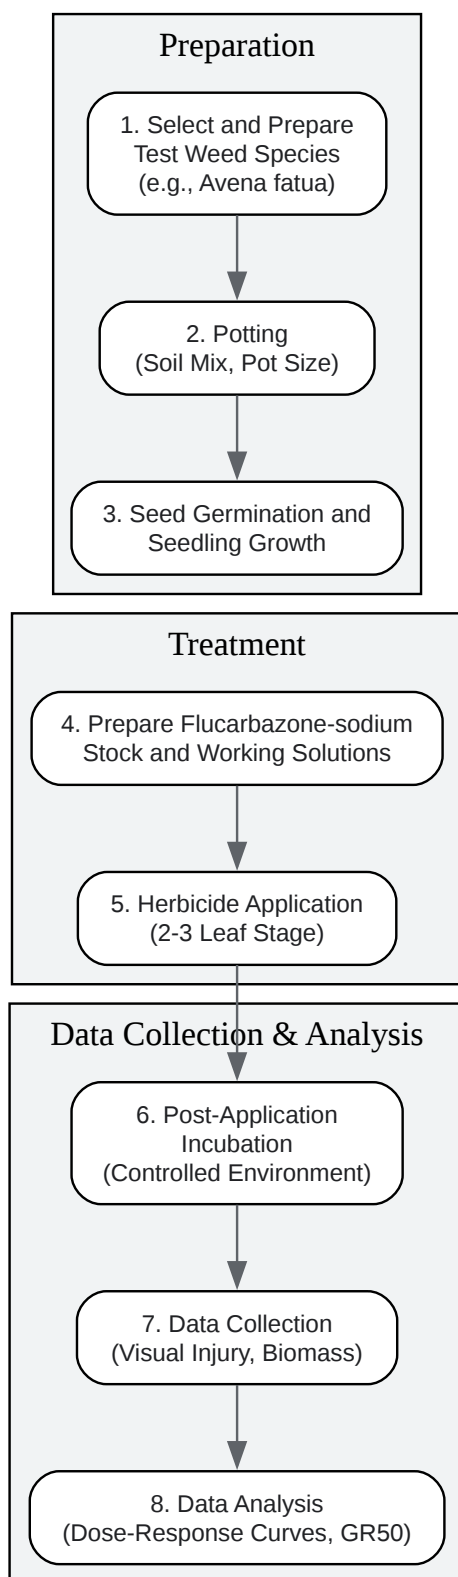 Preparation
1. Select and Prepare
Test Weed Species
(e.g., Avena fatua)
2. Potting
(Soil Mix, Pot Size)
3. Seed Germination and
Seedling Growth
Treatment
4. Prepare Flucarbazone-sodium
Stock and Working Solutions
5. Herbicide Application
(2-3 Leaf Stage)
Data Collection & Analysis
6. Post-Application
Incubation
(Controlled Environment)
7. Data Collection
(Visual Injury, Biomass)
8. Data Analysis
(Dose-Response Curves, GR50)